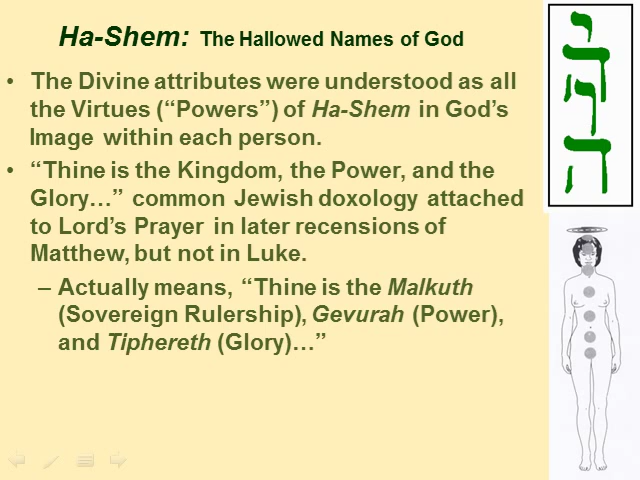 Ha-Shem: The Hallowed Names of God
• The Divine attributes were understood as all
the Virtues (“Powers”) of Ha-Shem in God’s
Image within each person.
• “Thine is the Kingdom, the Power, and the
Glory…” common Jewish doxology attached
to Lord’s Prayer in later recensions of
Matthew, but not in Luke.
– Actually means, “Thine is the Malkuth
(Sovereign Rulership), Gevurah (Power),
and Tiphereth (Glory)…”
י
ה
ו
ה